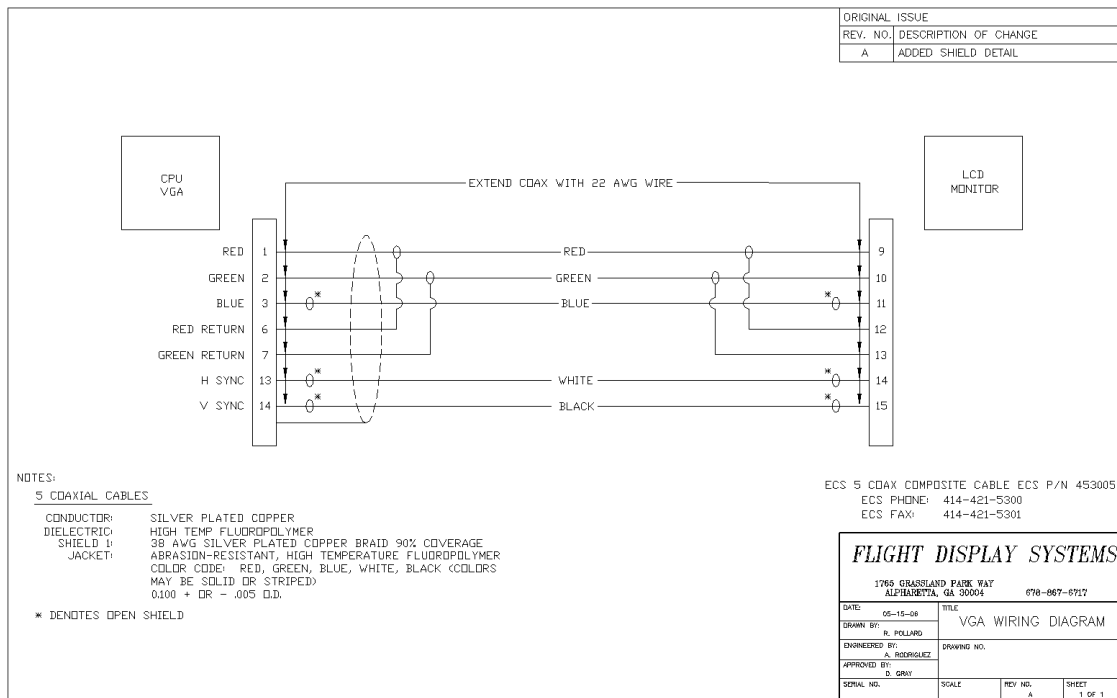 ORIGINAL ISSUE
REV. NO. DESCRIPTION OF CHANGE
A ADDED SHIELD DETAIL
CPU
VGA
LCD
MONITOR
EXTEND COAX WITH 22 AWG WIRE
RED 1 RED 9
GREEN 2 GREEN 10
BLUE 3 * BLUE * 11
RED RETURN 6 12
GREEN RETURN 7 13
H SYNC 13 * WHITE * 14
V SYNC 14 * BLACK * 15
NOTES:
5 COAXIAL CABLES
CONDUCTOR: SILVER PLATED COPPER
DIELECTRIC: HIGH TEMP FLUOROPOLYMER
SHIELD 1: 38 AWG SILVER PLATED COPPER BRAID 90% COVERAGE
JACKET: ABRASION-RESISTANT, HIGH TEMPERATURE FLUOROPOLYMER
COLOR CODE: RED, GREEN, BLUE, WHITE, BLACK (COLORS
MAY BE SOLID OR STRIPED)
0.100 + OR - .005 O.D.
* DENOTES OPEN SHIELD
ECS 5 COAX COMPOSITE CABLE ECS P/N 453005
ECS PHONE: 414-421-5300
ECS FAX: 414-421-5301
FLIGHT DISPLAY SYSTEMS
1765 GRASSLAND PARK WAY
ALPHARETTA, GA 30004 678-867-6717
DATE: 05-15-08
TITLE
VGA WIRING DIAGRAM
DRAWN BY: R. POLLARD
ENGINEERED BY: A. RODRIGUEZ
DRAWING NO.
APPROVED BY: D. GRAY
SERIAL NO. SCALE REV NO. SHEET
A 1 OF 1